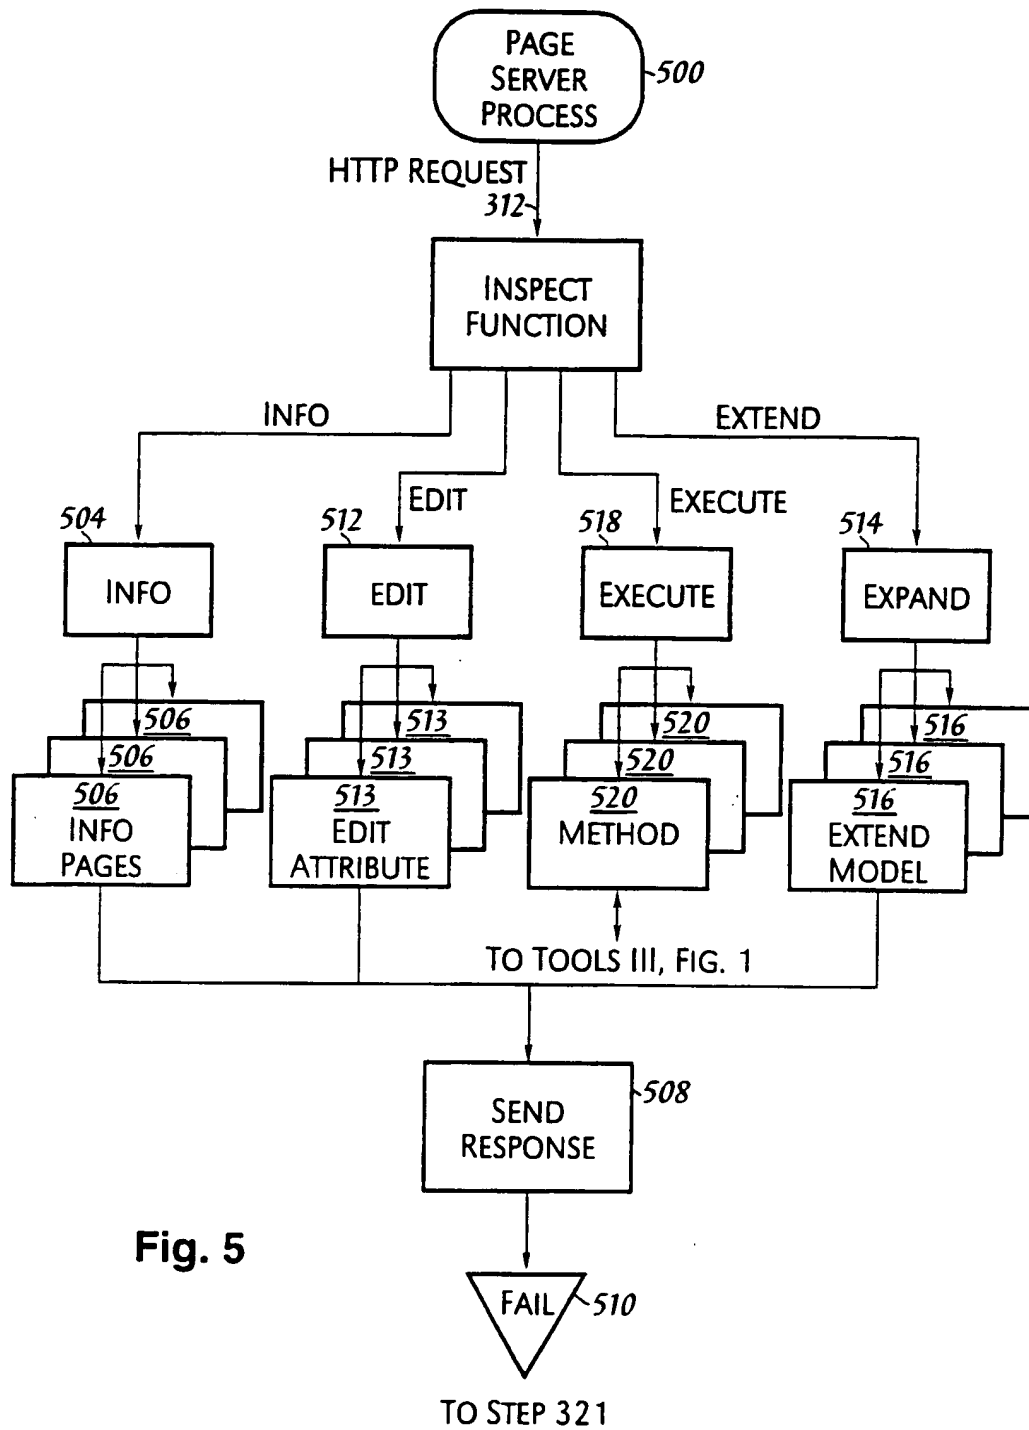 PAGE
SERVER
PROCESS
500
HTTP REQUEST
312
INSPECT
FUNCTION
INFO
EXTEND
EDIT
EXECUTE
504
512
518
514
INFO
EDIT
EXECUTE
EXPAND
506
513
520
516
506
513
520
516
506
INFO
PAGES
513
EDIT
ATTRIBUTE
520
METHOD
516
EXTEND
MODEL
TO TOOLS III, FIG. 1
SEND
RESPONSE
508
Fig. 5
FAIL
510
TO STEP 321